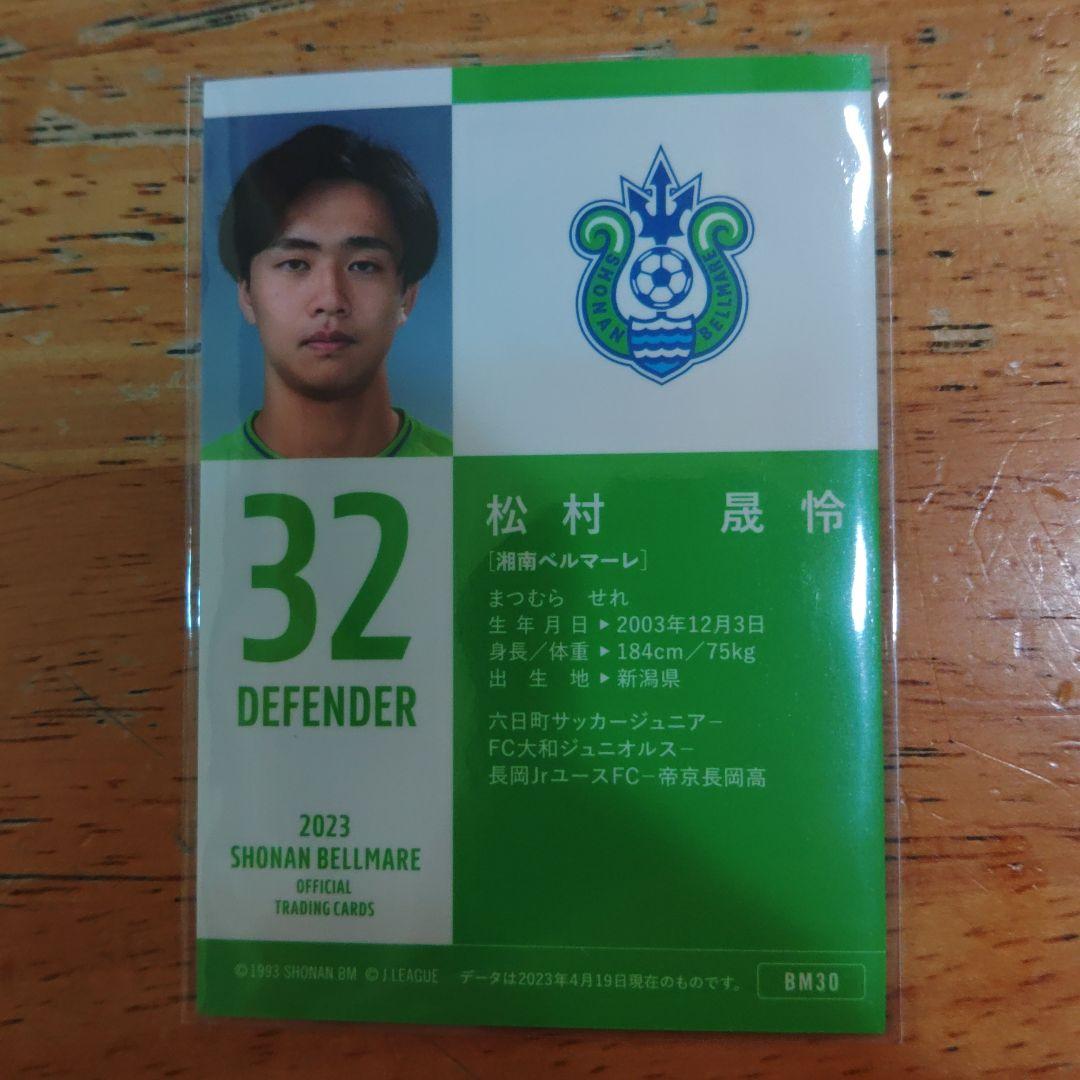 SHONAN BELLMARE
32
DEFENDER
2023
SHONAN BELLMARE
OFFICIAL
TRADING CARDS
松村 晟怜
[湘南ベルマーレ]
まつむら せれ
生年月日▶2003年12月3日
身長／体重▶184cm／75kg
出生地▶新潟県
六日町サッカージュニア−
FC大和ジュニオルス−
長岡JrユースFC−帝京長岡高
©1993 SHONAN BM ©J.LEAGUE データは2023年4月19日現在のものです。 BM30